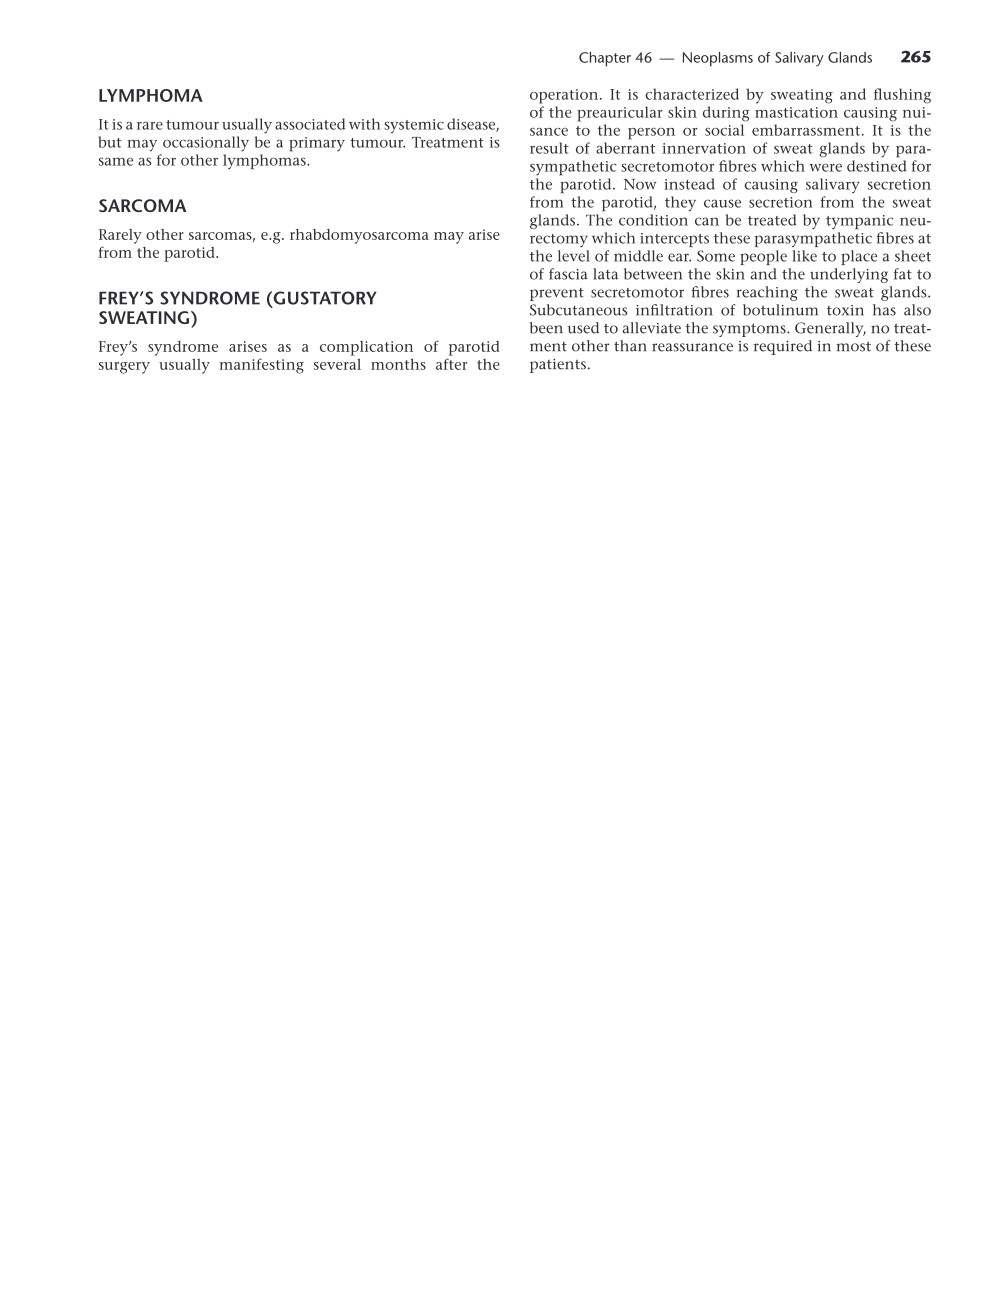 Chapter 46 — Neoplasms of Salivary Glands 265
LYMPHOMA
It is a rare tumour usually associated with systemic disease,
but may occasionally be a primary tumour. Treatment is
same as for other lymphomas.
SARCOMA
Rarely other sarcomas, e.g. rhabdomyosarcoma may arise
from the parotid.
FREY’S SYNDROME (GUSTATORY
SWEATING)
Frey’s syndrome arises as a complication of parotid
surgery usually manifesting several months after the
operation. It is characterized by sweating and flushing
of the preauricular skin during mastication causing nui-
sance to the person or social embarrassment. It is the
result of aberrant innervation of sweat glands by para-
sympathetic secretomotor fibres which were destined for
the parotid. Now instead of causing salivary secretion
from the parotid, they cause secretion from the sweat
glands. The condition can be treated by tympanic neu-
rectomy which intercepts these parasympathetic fibres at
the level of middle ear. Some people like to place a sheet
of fascia lata between the skin and the underlying fat to
prevent secretomotor fibres reaching the sweat glands.
Subcutaneous infiltration of botulinum toxin has also
been used to alleviate the symptoms. Generally, no treat-
ment other than reassurance is required in most of these
patients.